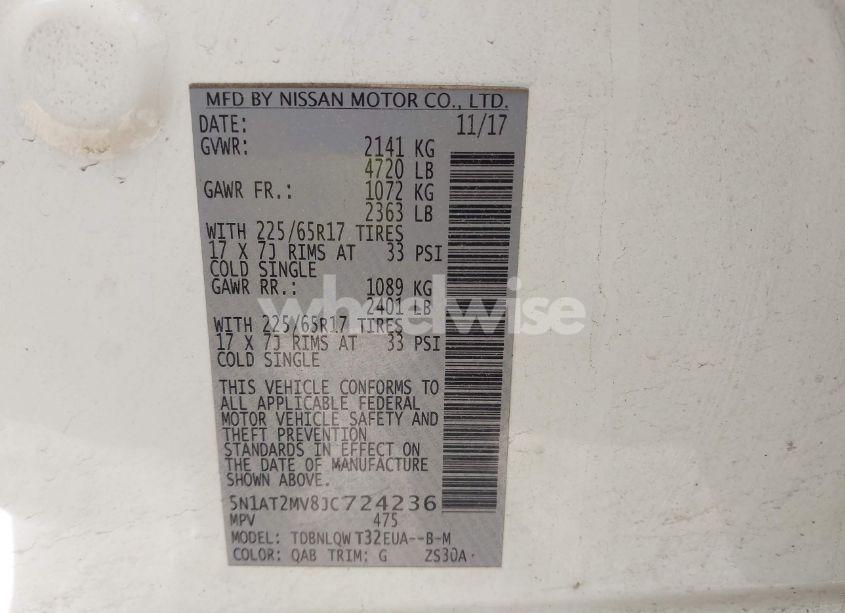 MFD BY NISSAN MOTOR CO., LTD.
DATE: 11/17
GVWR: 2141 KG
4720 LB
GAWR FR.: 1072 KG
2363 LB
WITH 225/65R17 TIRES
17 X 7J RIMS AT 33 PSI
COLD SINGLE
GAWR RR.: 1089 KG
2401 LB
wheelwise
WITH 225/65R17 TIRES
17 X 7J RIMS AT 33 PSI
COLD SINGLE
THIS VEHICLE CONFORMS TO
ALL APPLICABLE FEDERAL
MOTOR VEHICLE SAFETY AND
THEFT PREVENTION
STANDARDS IN EFFECT ON
THE DATE OF MANUFACTURE
SHOWN ABOVE.
5N1AT2MV8JC724236
MPV 475
MODEL: TDBNLQW T32EUA--B-M
COLOR: QAB TRIM: G ZS30A